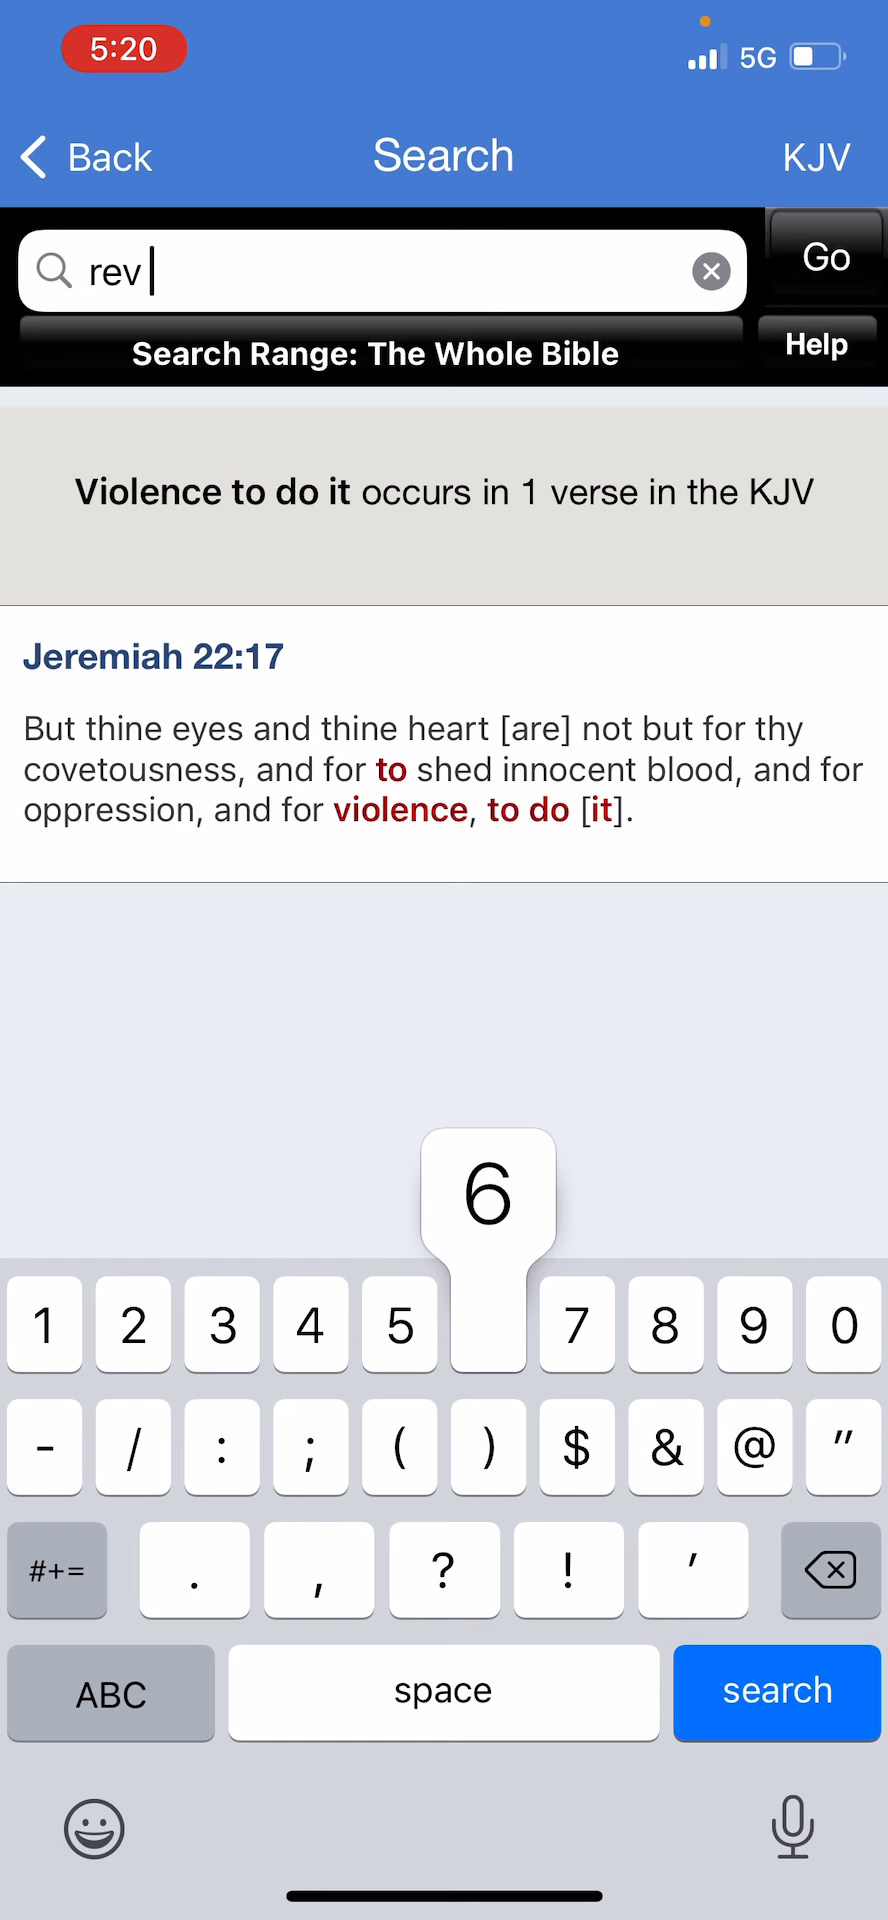 5:20
5G
Back
Search
KJV
rev
Go
Search Range: The Whole Bible
Help
Violence to do it occurs in 1 verse in the KJV
Jeremiah 22:17
But thine eyes and thine heart [are] not but for thy
covetousness, and for to shed innocent blood, and for
oppression, and for violence, to do [it].
6
1 2 3 4 5 7 8 9 0
- / : ; ( ) $ & @ "
#+= . , ? ! '
ABC space search